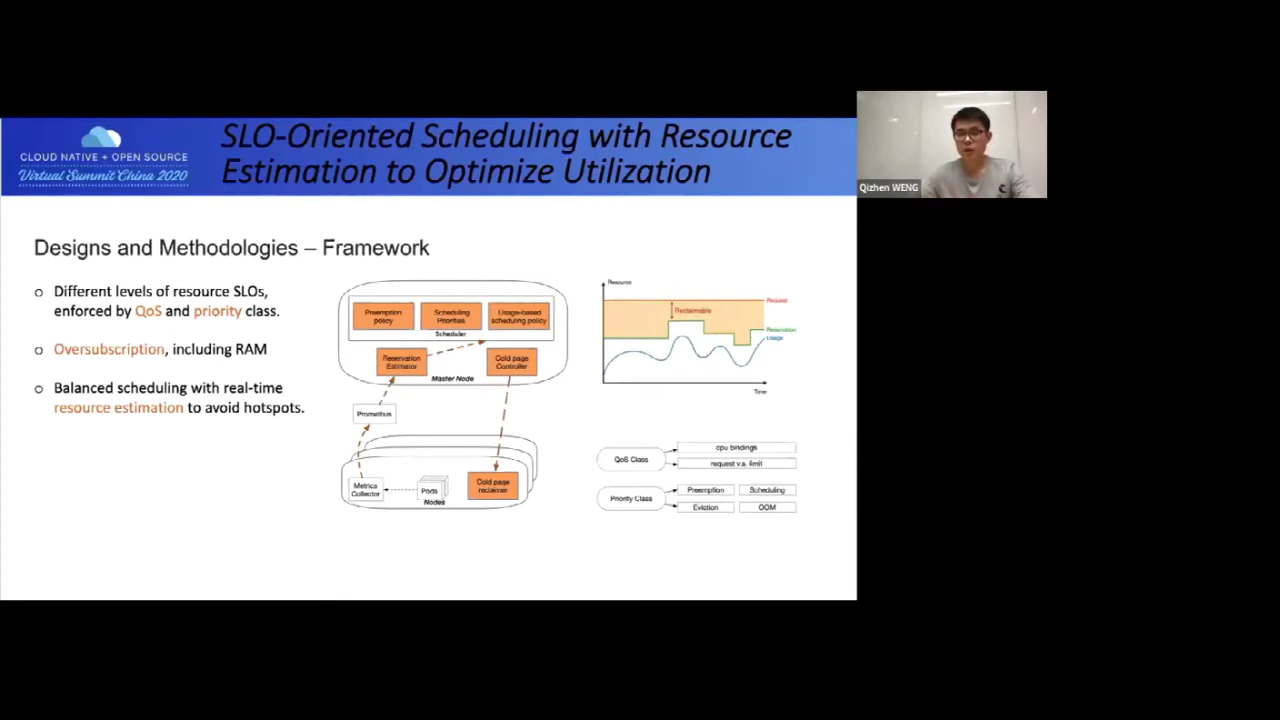 SLO-Oriented Scheduling with Resource
Estimation to Optimize Utilization
CLOUD NATIVE + OPEN SOURCE
Virtual Summit China 2020
Qizhen WENG
Designs and Methodologies – Framework
Different levels of resource SLOs,
enforced by QoS and priority class.
Oversubscription, including RAM
Balanced scheduling with real-time
resource estimation to avoid hotspots.
Preemption
policy
Scheduling
Priorities
Usage-based
scheduling policy
Scheduler
Reservation
Estimator
Cold page
Controller
Master Node
Promethus
Metrics
Collector
Pods
Nodes
Cold page
reclaimer
Resource
Request
Reclaimable
Reservation
Usage
Time
QoS Class
cpu bindings
request v.s. limit
Priority Class
Preemption
Scheduling
Eviction
OOM